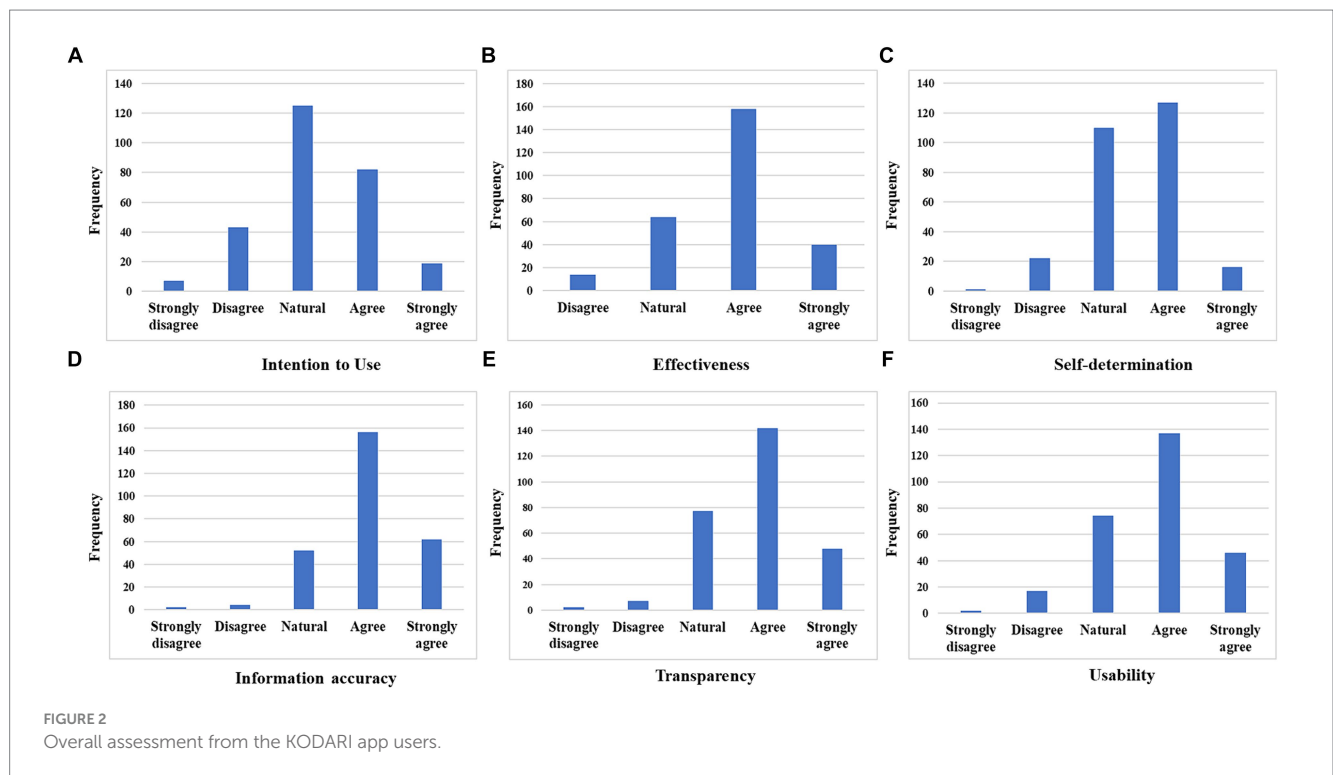 A
140
120
100
80
60
40
20
0
Frequency
Strongly disagree
Disagree
Natural
Agree
Strongly agree
Intention to Use
B
180
160
140
120
100
80
60
40
20
0
Frequency
Disagree
Natural
Agree
Strongly agree
Effectiveness
C
140
120
100
80
60
40
20
0
Frequency
Strongly disagree
Disagree
Natural
Agree
Strongly agree
Self-determination
D
180
160
140
120
100
80
60
40
20
0
Frequency
Strongly disagree
Disagree
Natural
Agree
Strongly agree
Information accuracy
E
160
140
120
100
80
60
40
20
0
Frequency
Strongly disagree
Disagree
Natural
Agree
Strongly agree
Transparency
F
160
140
120
100
80
60
40
20
0
Frequency
Strongly disagree
Disagree
Natural
Agree
Strongly agree
Usability
FIGURE 2
Overall assessment from the KODARI app users.